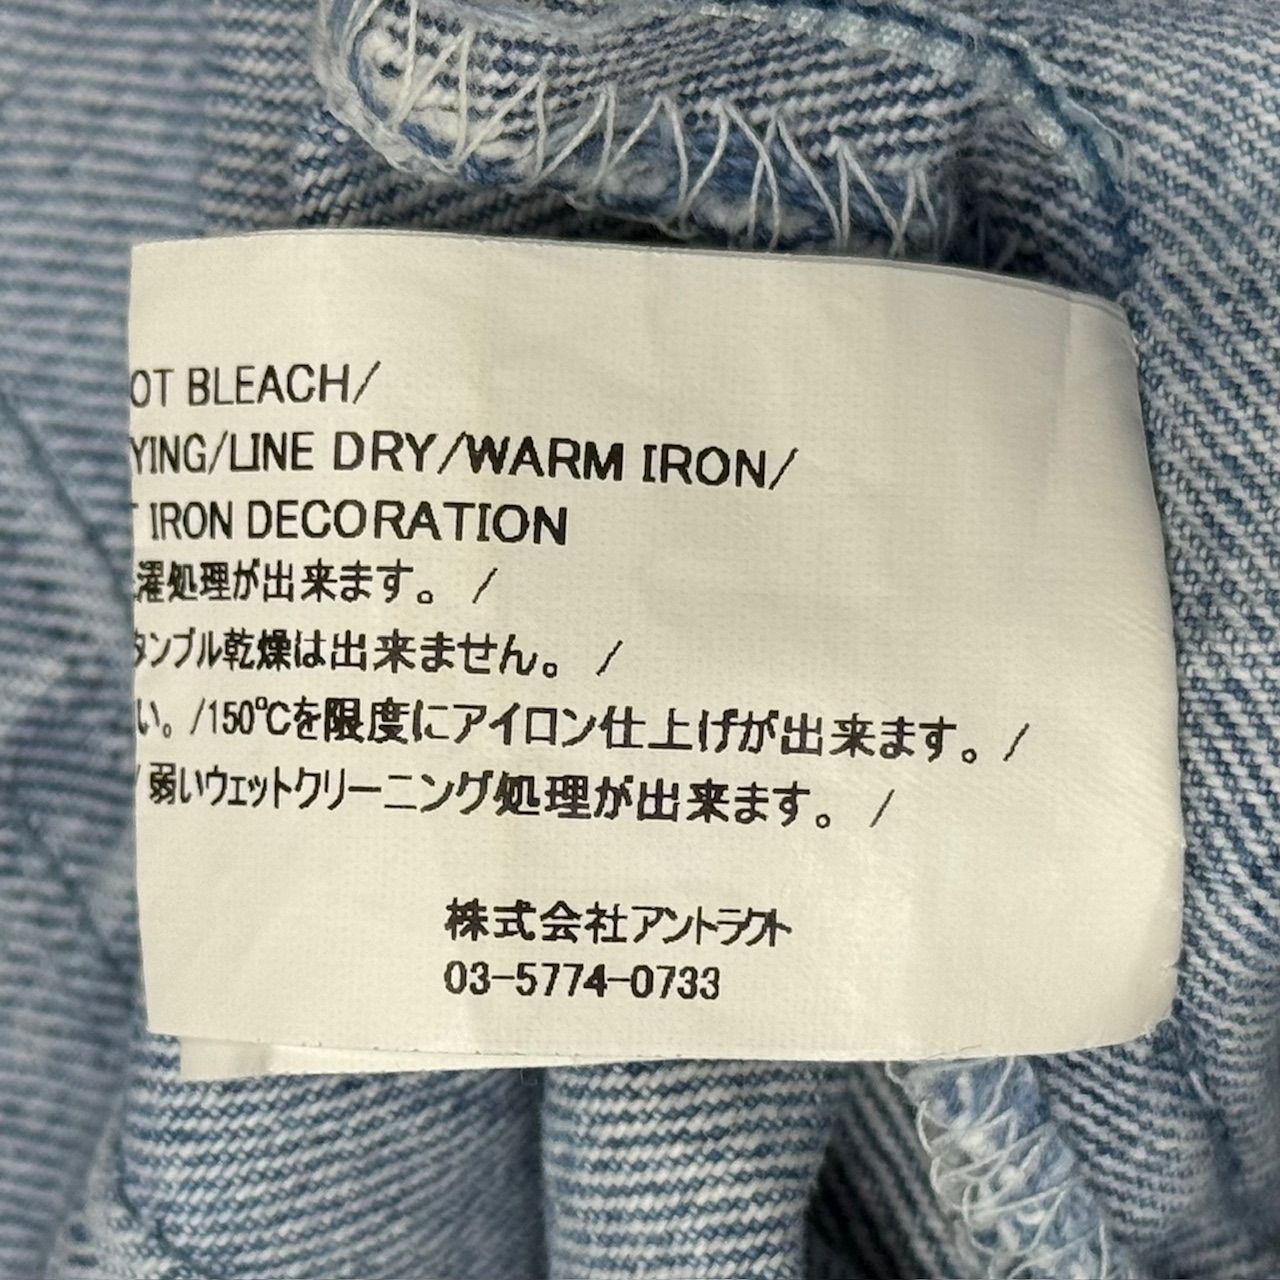 OT BLEACH/
YING/LINE DRY/WARM IRON/
T IRON DECORATION
濯処理が出来ます。/
タンブル乾燥は出来ません。/
い。/150℃を限度にアイロン仕上げが出来ます。/
/ 弱いウェットクリーニング処理が出来ます。/
株式会社アントラクト
03-5774-0733